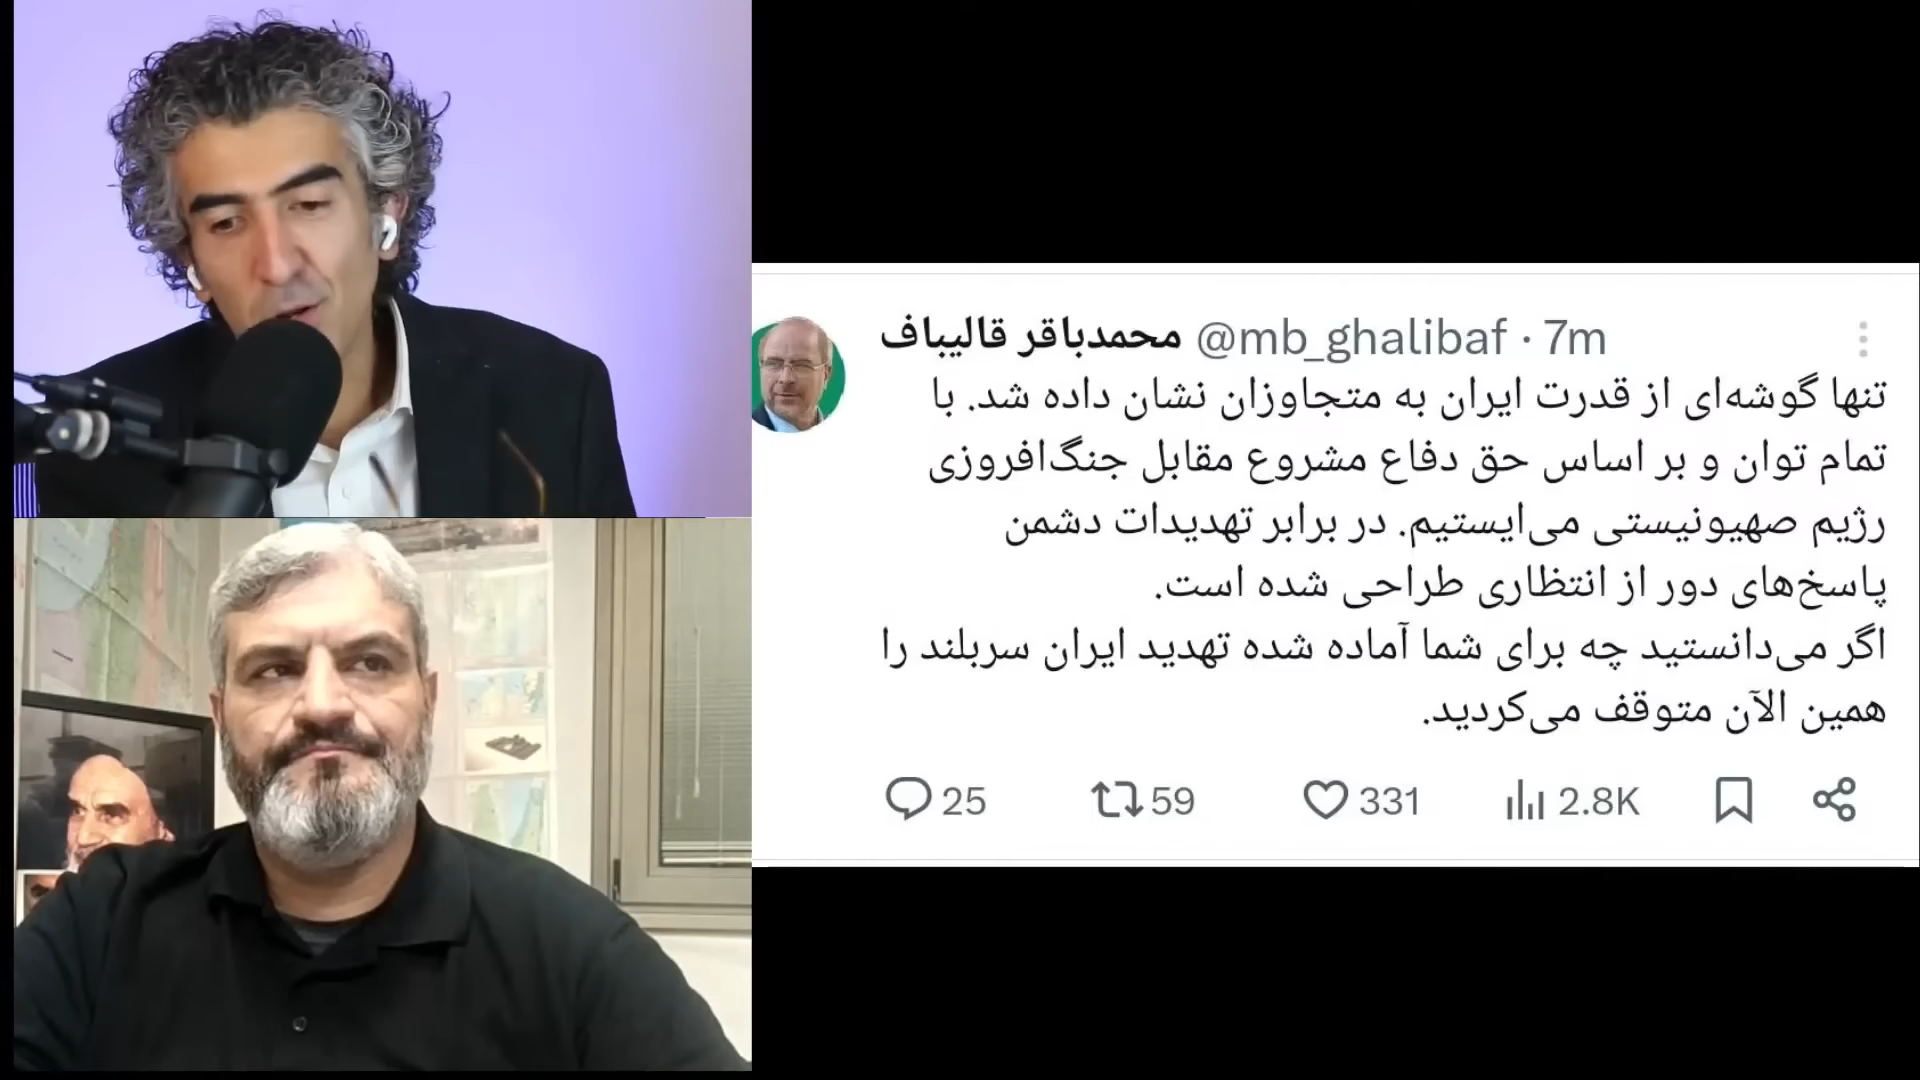 محمدباقر قالیباف @mb_ghalibaf · 7m
تنها گوشه‌ای از قدرت ایران به متجاوزان نشان داده شد. با
تمام توان و بر اساس حق دفاع مشروع مقابل جنگ‌افروزی
رژیم صهیونیستی می‌ایستیم. در برابر تهدیدات دشمن
پاسخ‌های دور از انتظاری طراحی شده است.
اگر می‌دانستید چه برای شما آماده شده تهدید ایران سربلند را
همین الآن متوقف می‌کردید.
25 59 331 2.8K